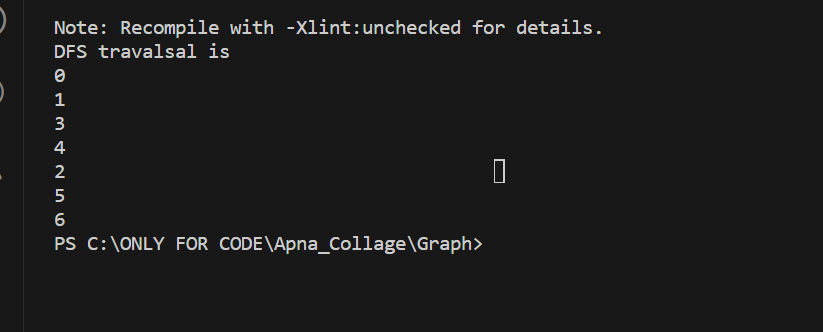 Note: Recompile with -Xlint:unchecked for details.
DFS travalsal is
0
1
3
4
2
5
6
PS C:\ONLY FOR CODE\Apna_Collage\Graph>